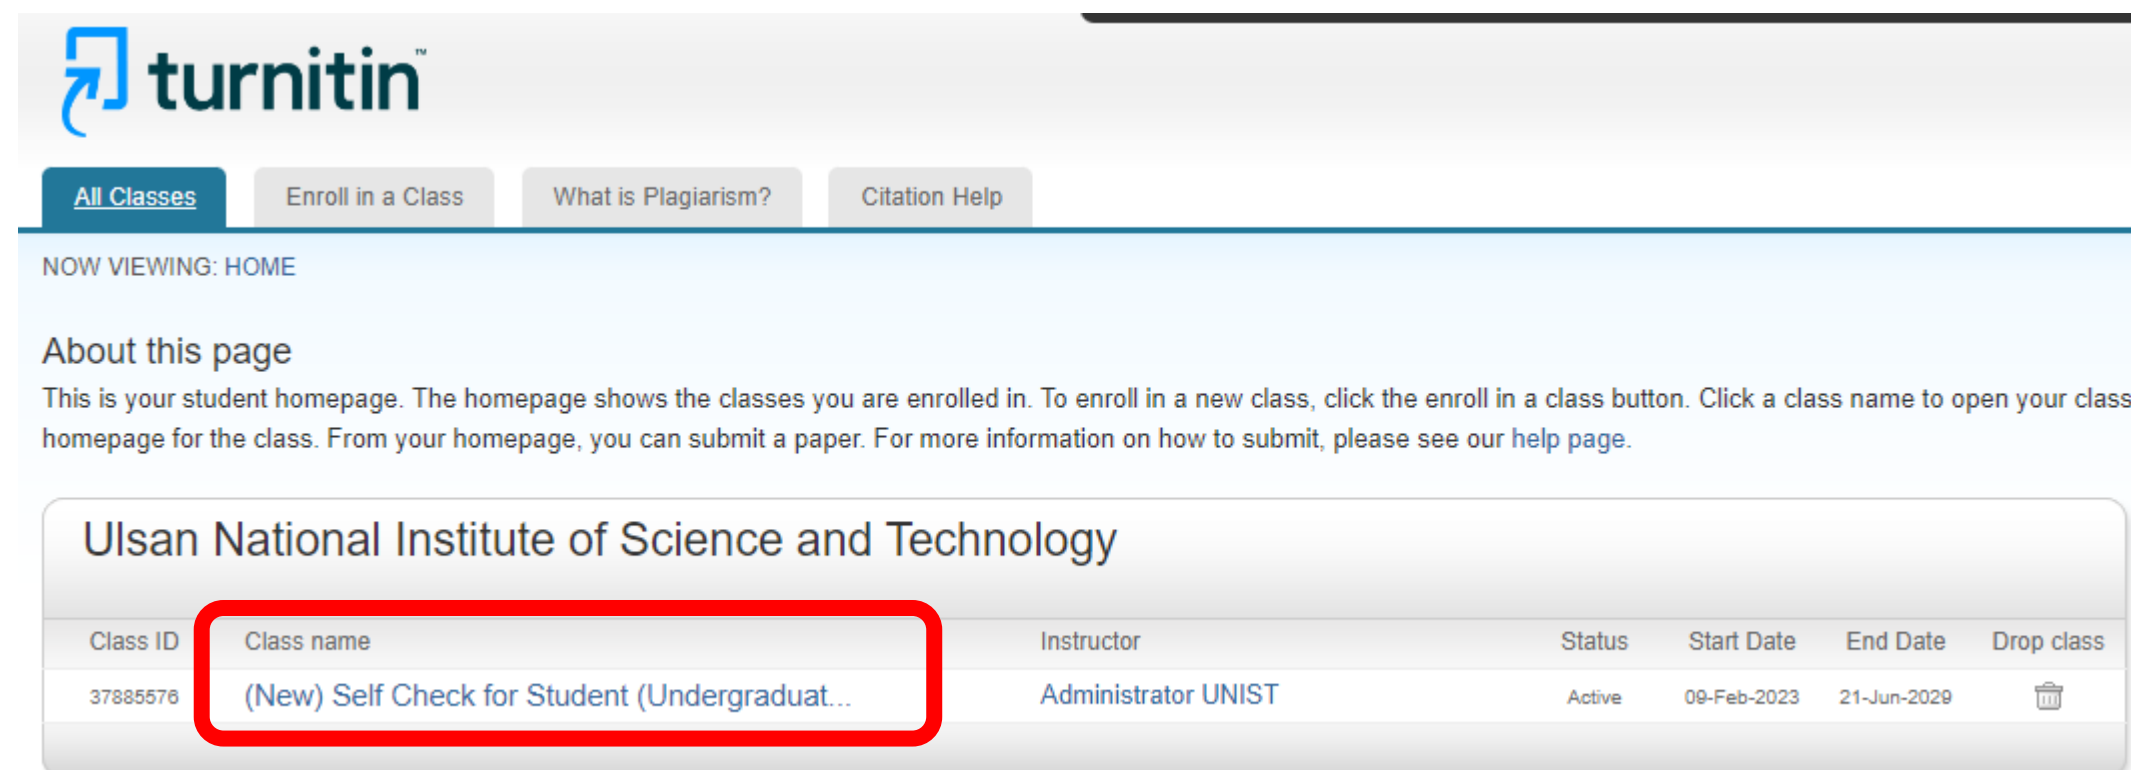 turnitin™
All Classes Enroll in a Class What is Plagiarism? Citation Help
NOW VIEWING: HOME
About this page
This is your student homepage. The homepage shows the classes you are enrolled in. To enroll in a new class, click the enroll in a class button. Click a class name to open your class
homepage for the class. From your homepage, you can submit a paper. For more information on how to submit, please see our help page.
Ulsan National Institute of Science and Technology
Class ID Class name Instructor Status Start Date End Date Drop class
37885576 (New) Self Check for Student (Undergraduat... Administrator UNIST Active 09-Feb-2023 21-Jun-2029